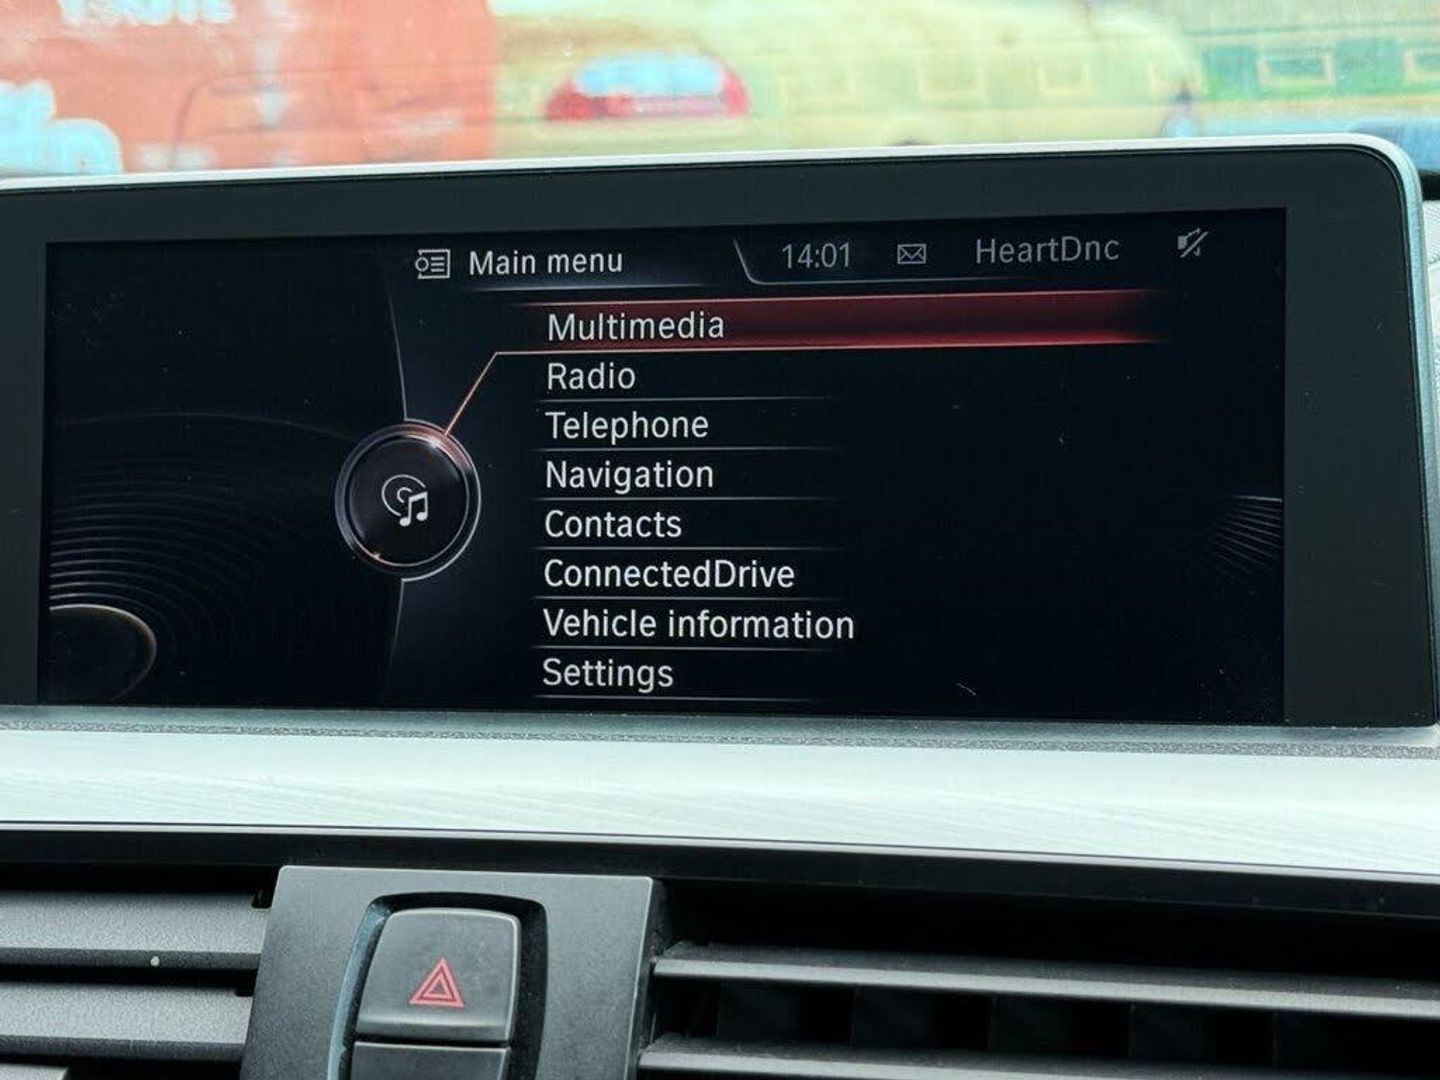 Main menu
14:01
HeartDnc
Multimedia
Radio
Telephone
Navigation
Contacts
ConnectedDrive
Vehicle information
Settings